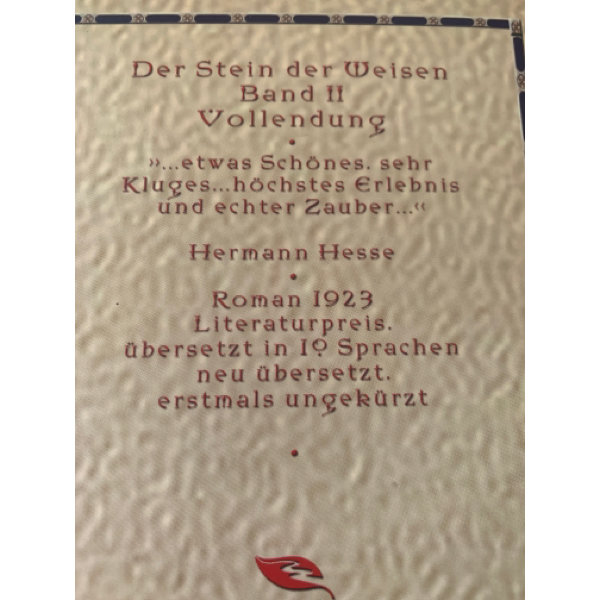 Der Stein der Weisen
Band II
Vollendung
»...etwas Schönes, sehr
Kluges...höchstes Erlebnis
und echter Zauber...«
Hermann Hesse
Roman 1923
Literaturpreis,
übersetzt in 19 Sprachen
neu übersetzt,
erstmals ungekürzt